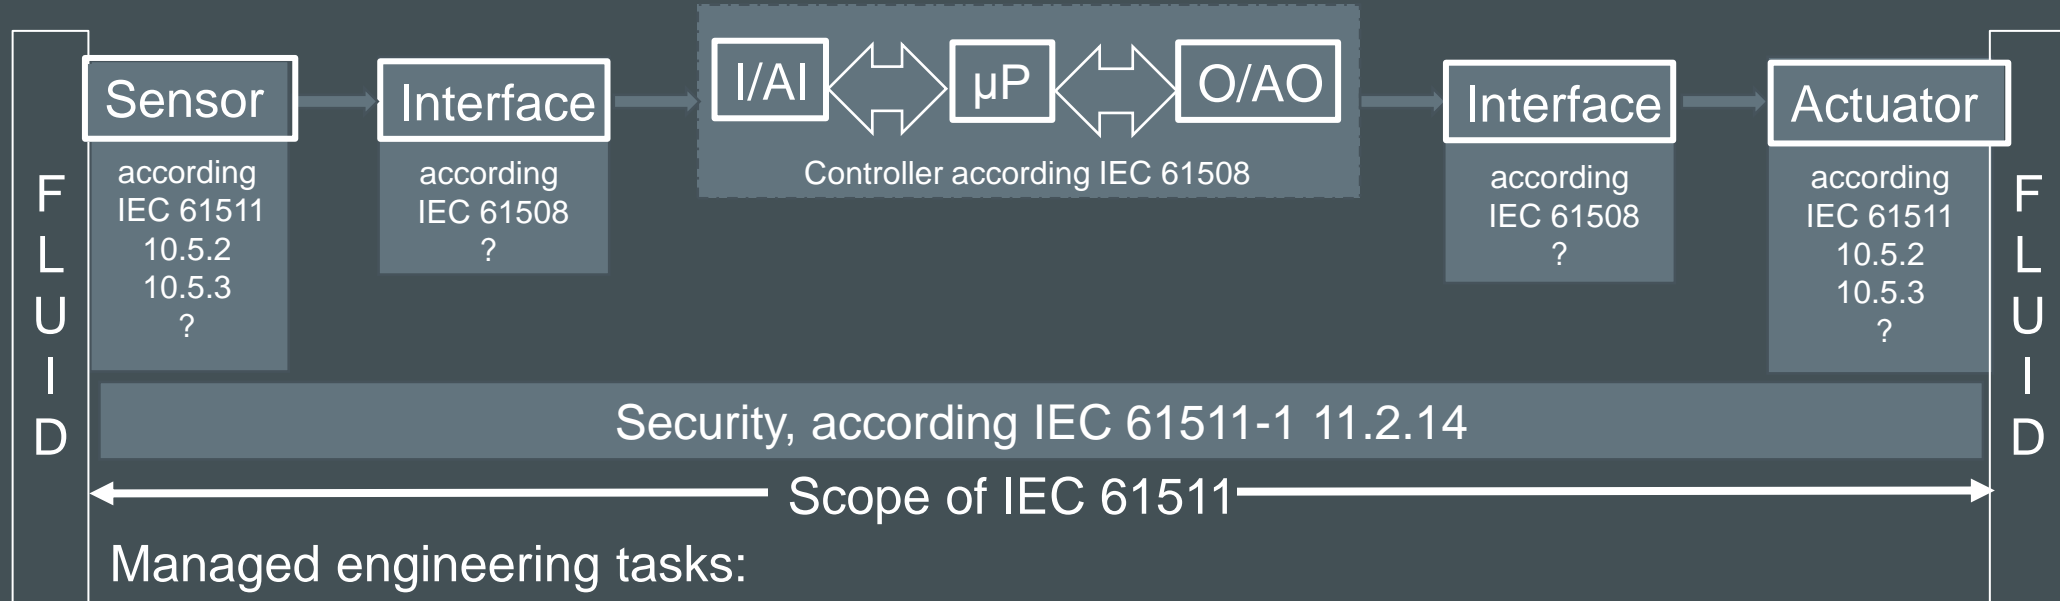 F
L
U
I
D
Sensor
according
IEC 61511
10.5.2
10.5.3
?
Interface
according
IEC 61508
?
I/AI
µP
O/AO
Controller according IEC 61508
Interface
according
IEC 61508
?
Actuator
according
IEC 61511
10.5.2
10.5.3
?
F
L
U
I
D
Security, according IEC 61511-1 11.2.14
Scope of IEC 61511
Managed engineering tasks: